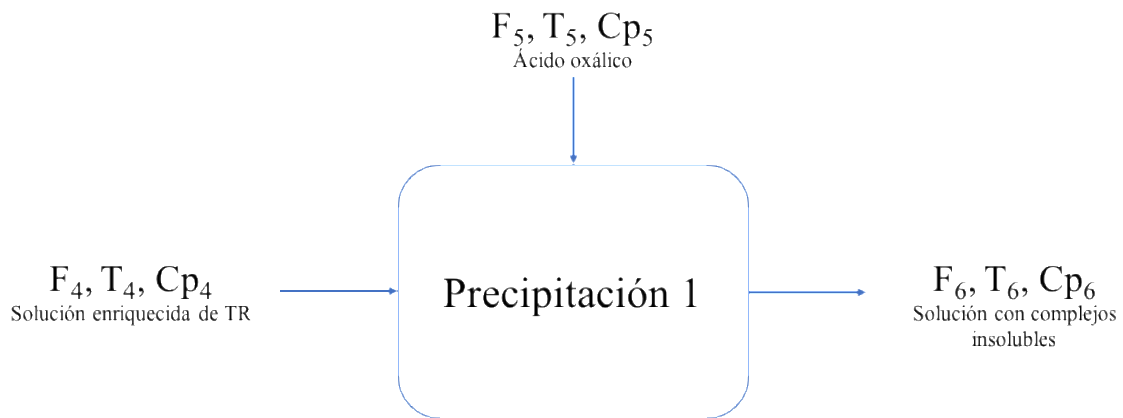 F₅, T₅, Cp₅
Ácido oxálico
F₄, T₄, Cp₄
Solución enriquecida de TR
Precipitación 1
F₆, T₆, Cp₆
Solución con complejos
insolubles